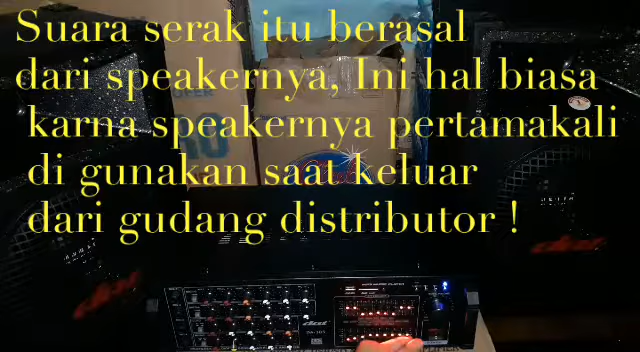 Suara serak itu berasal
dari speakernya, Ini hal biasa
karna speakernya pertamakali
di gunakan saat keluar
dari gudang distributor !